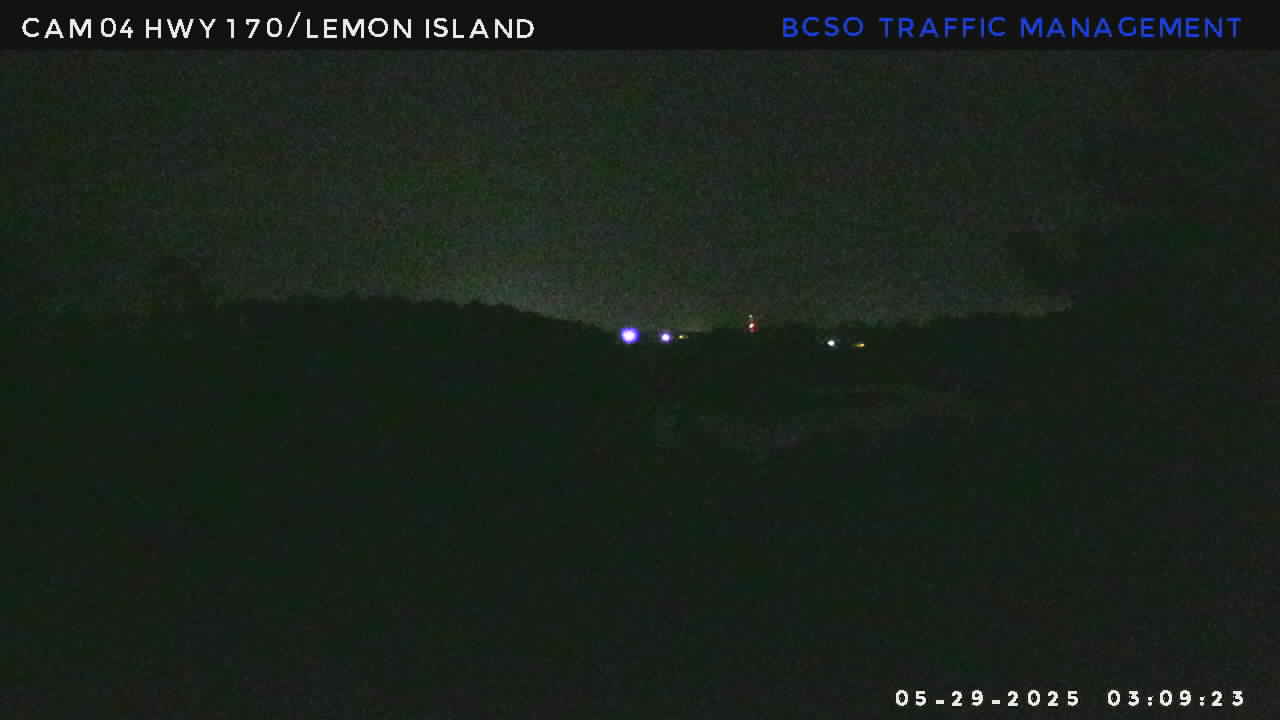 CAM 04 HWY 170/LEMON ISLAND
BCSO TRAFFIC MANAGEMENT
05-29-2025 03:09:23